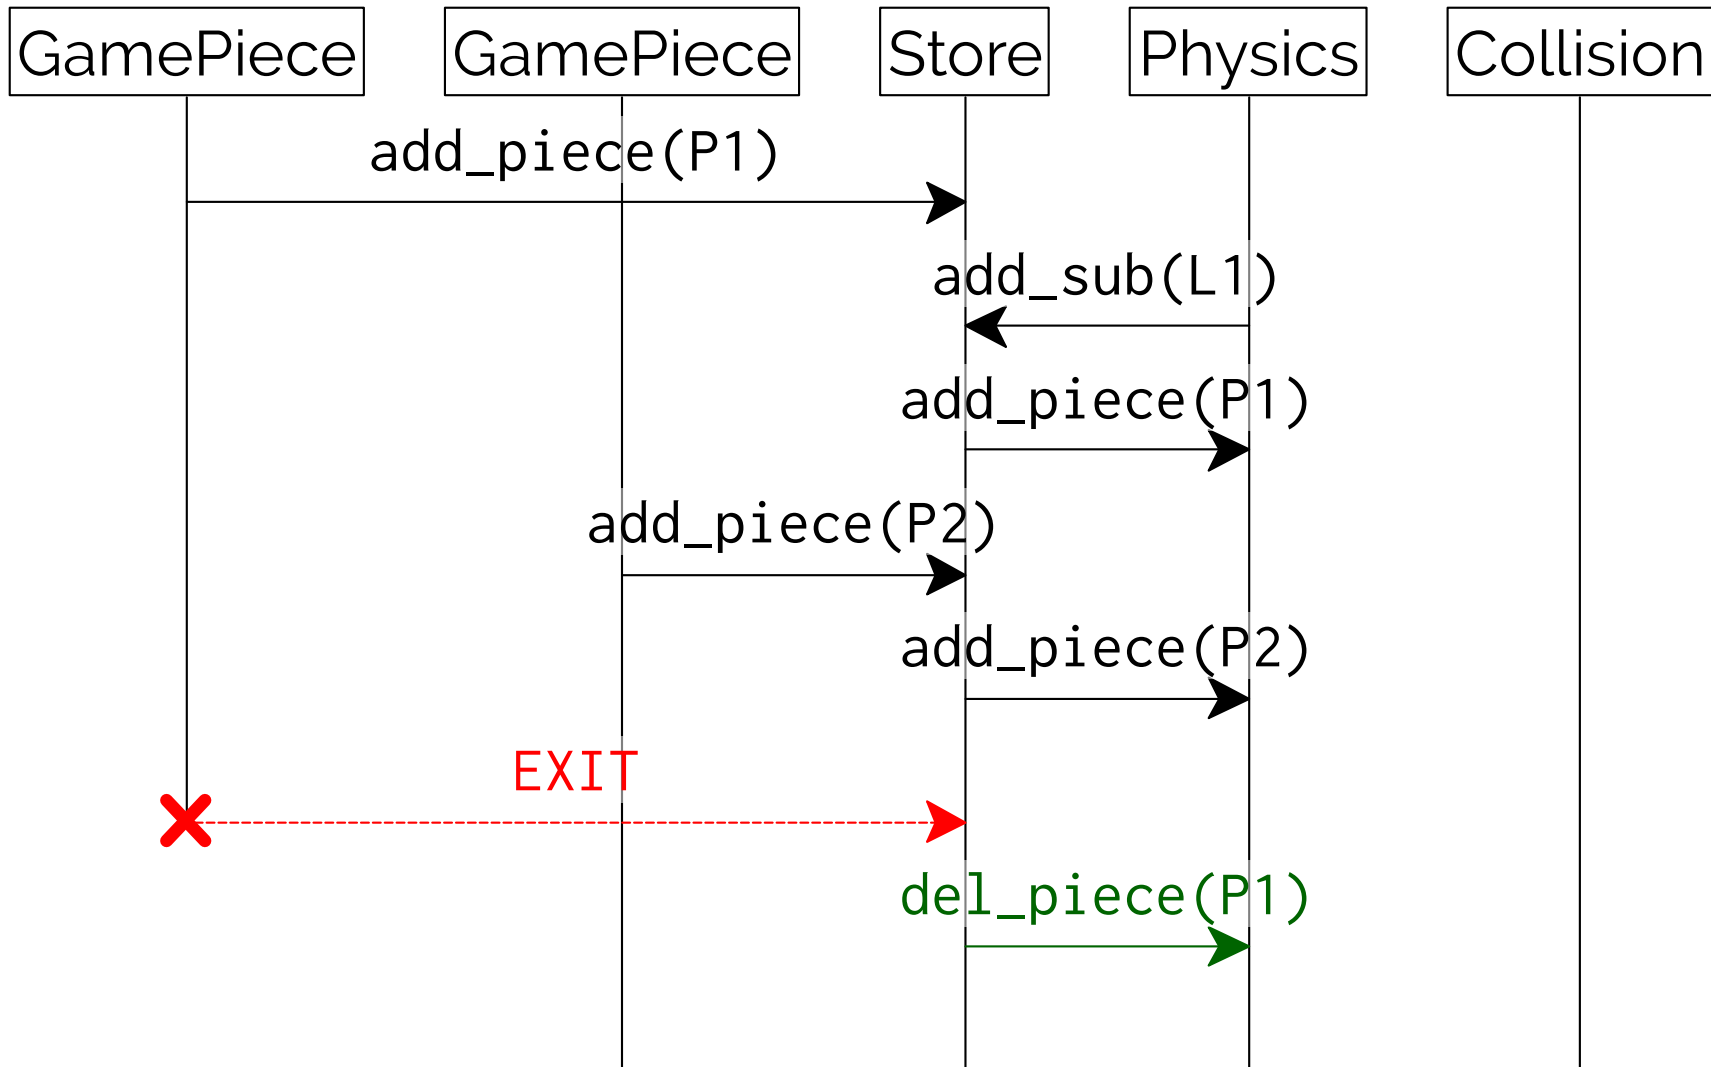 GamePiece
GamePiece
Store
Physics
Collision
add_piece(P1)
add_sub(L1)
add_piece(P1)
add_piece(P2)
add_piece(P2)
EXIT
del_piece(P1)